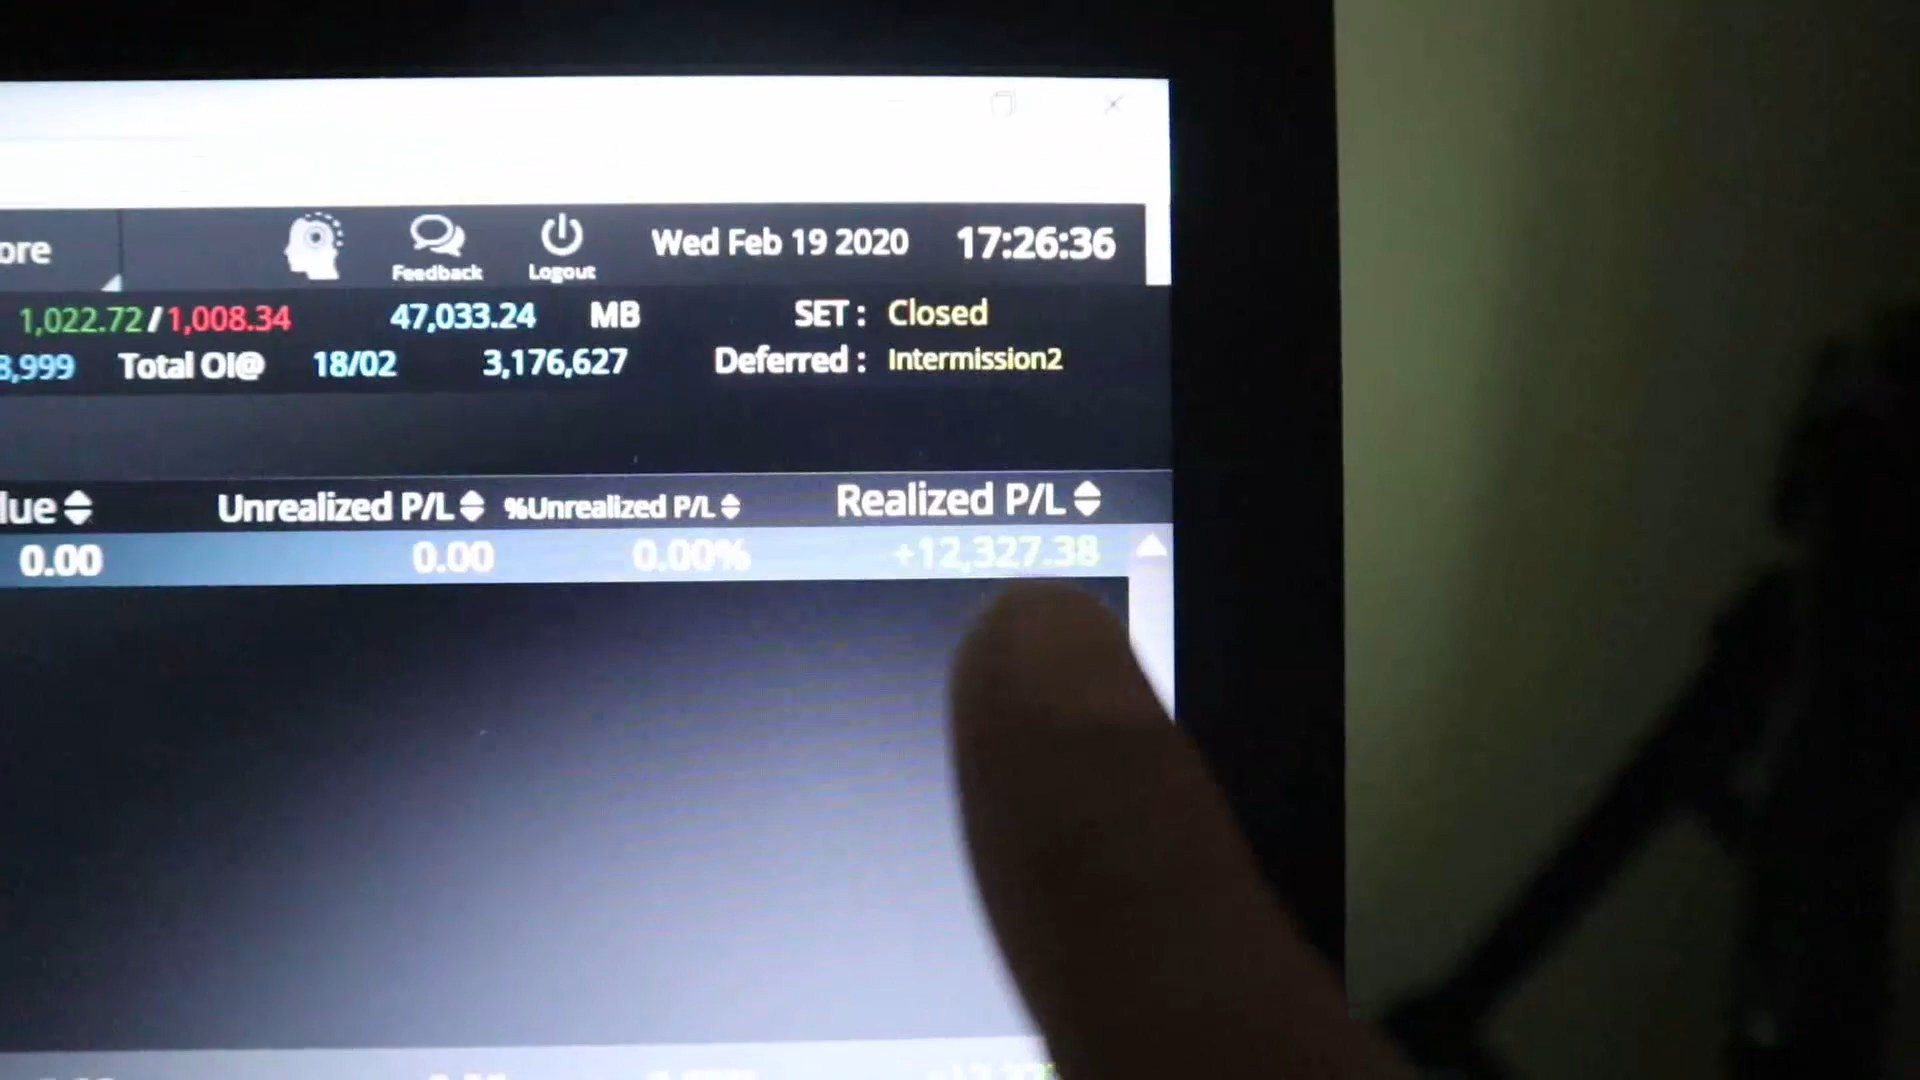 ore
Feedback
Logout
Wed Feb 19 2020 17:26:36
1,022.72 / 1,008.34 47,033.24 MB SET : Closed
8,999 Total OI@ 18/02 3,176,627 Deferred : Intermission2
lue Unrealized P/L %Unrealized P/L Realized P/L
0.00 0.00 0.00% +12,327.38